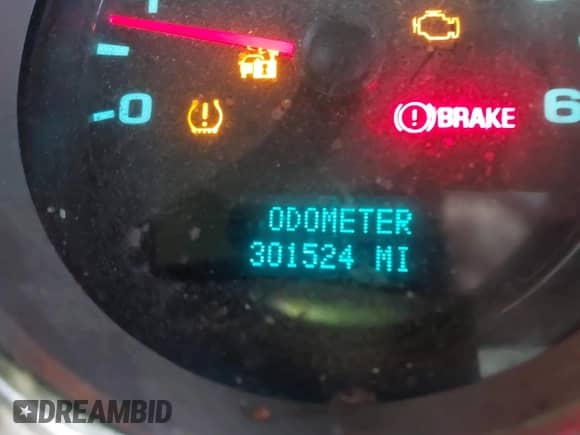 0
6
BRAKE
ODOMETER
301524 MI
DREAMBID